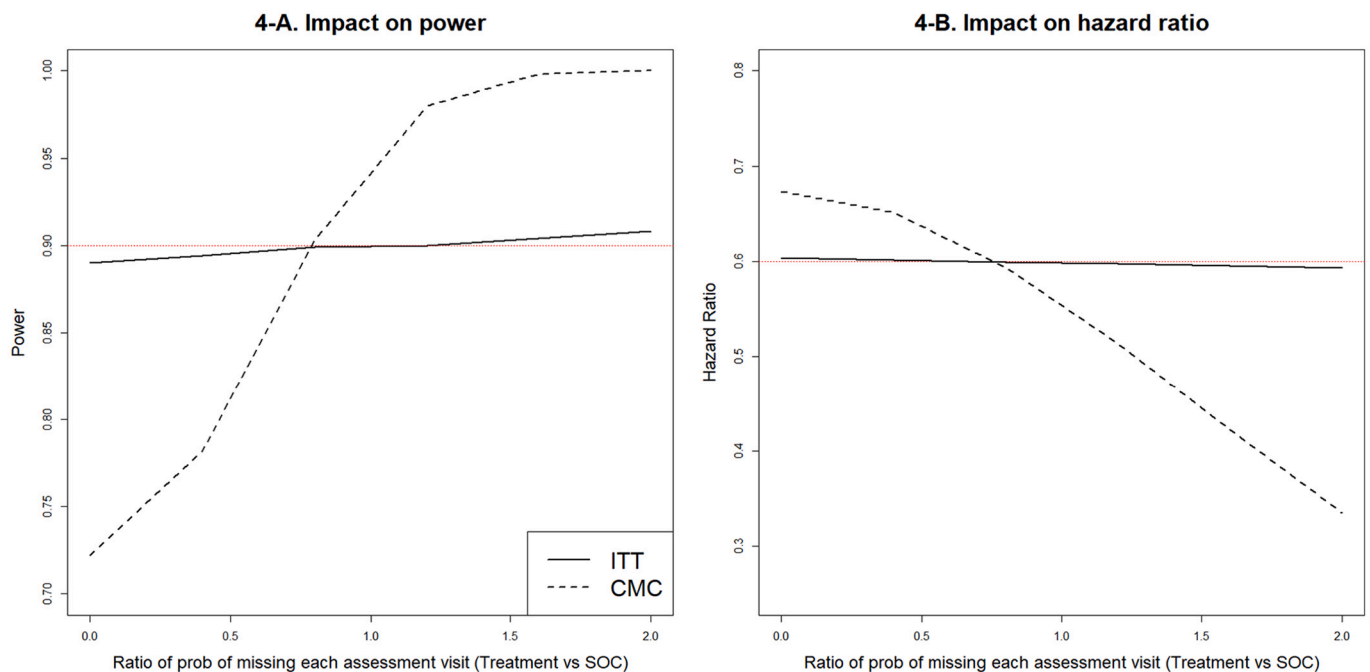 4-A. Impact on power
Power
1.00
0.95
0.90
0.85
0.80
0.75
0.70
ITT
CMC
0.0 0.5 1.0 1.5 2.0
Ratio of prob of missing each assessment visit (Treatment vs SOC)
4-B. Impact on hazard ratio
Hazard Ratio
0.8
0.7
0.6
0.5
0.4
0.3
0.0 0.5 1.0 1.5 2.0
Ratio of prob of missing each assessment visit (Treatment vs SOC)